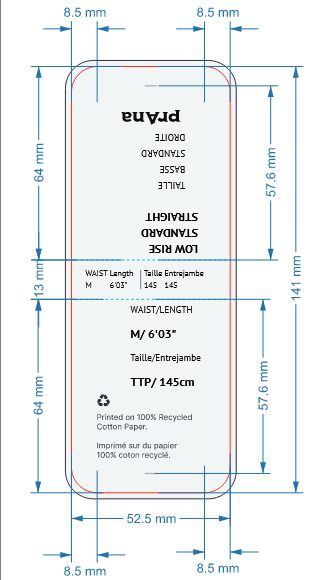 8.5 mm 8.5 mm
prAna
DROITE
STANDARD
BASSE
TAILLE
STRAIGHT
STANDARD
LOW RISE
64 mm
57.6 mm
141 mm
13 mm
WAIST Length Taille Entrejambe
M 6'03" 145 145
WAIST/LENGTH
M/ 6'03"
Taille/Entrejambe
TTP/ 145cm
64 mm
57.6 mm
Printed on 100% Recycled
Cotton Paper.
Imprimé sur du papier
100% coton recyclé.
52.5 mm
8.5 mm 8.5 mm